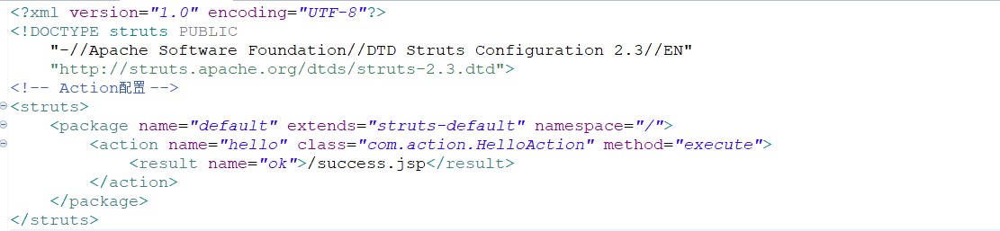 <?xml version="1.0" encoding="UTF-8"?>
<!DOCTYPE struts PUBLIC
    "-//Apache Software Foundation//DTD Struts Configuration 2.3//EN"
    "http://struts.apache.org/dtds/struts-2.3.dtd">
<!-- Action配置 -->
<struts>
    <package name="default" extends="struts-default" namespace="/">
        <action name="hello" class="com.action.HelloAction" method="execute">
            <result name="ok">/success.jsp</result>
        </action>
    </package>
</struts>